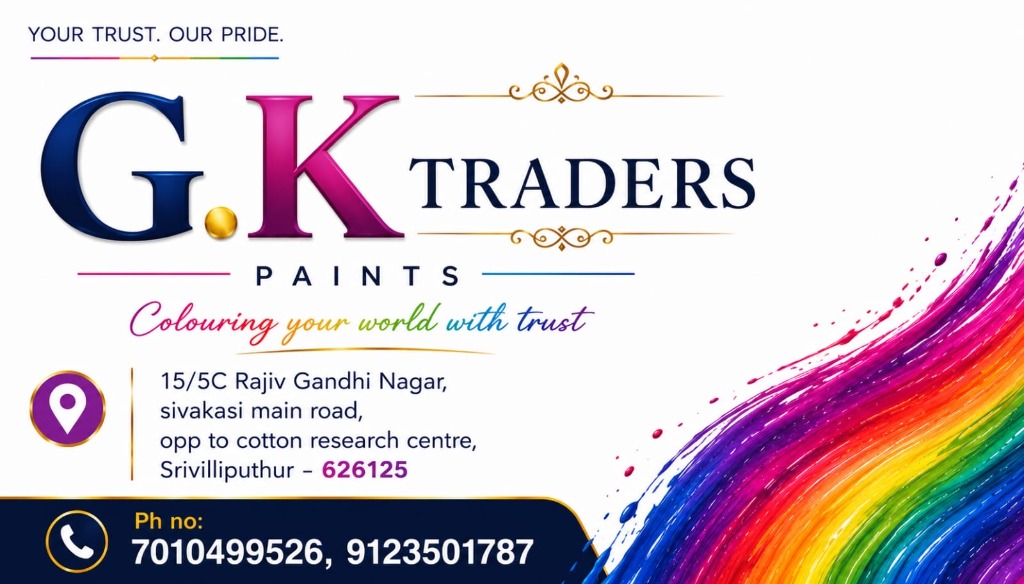 YOUR TRUST. OUR PRIDE.
G.K TRADERS
PAINTS
Colouring your world with trust
15/5C Rajiv Gandhi Nagar,
sivakasi main road,
opp to cotton research centre,
Srivilliputhur – 626125
Ph no:
7010499526, 9123501787